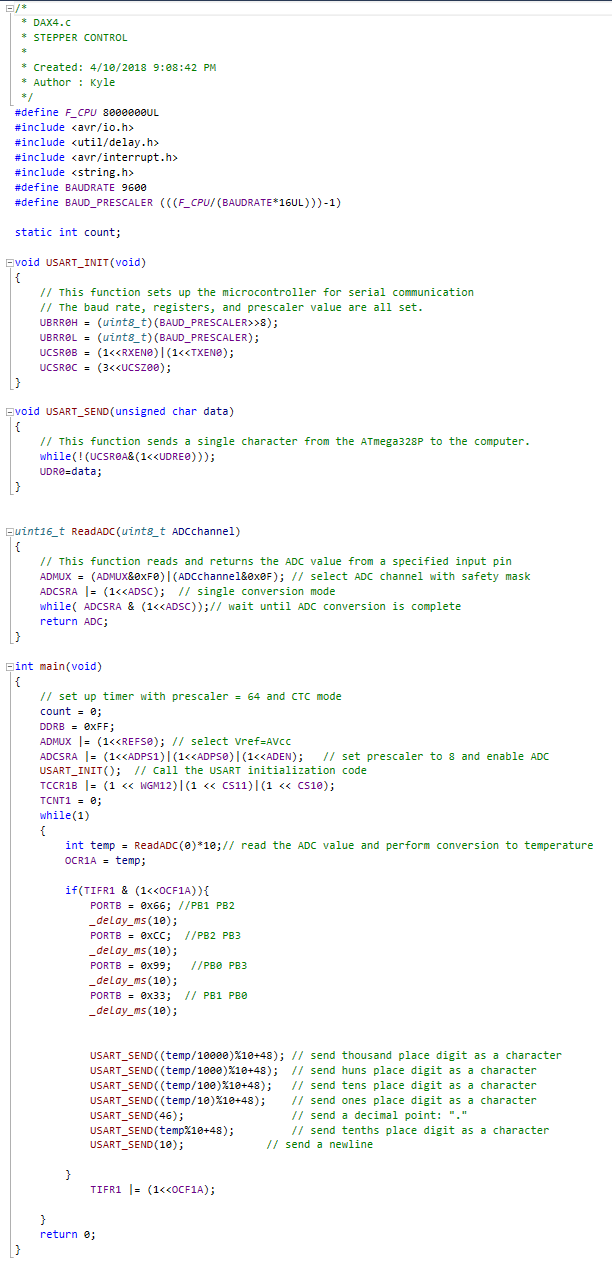 /*
 * DAX4.c
 * STEPPER CONTROL
 *
 * Created: 4/10/2018 9:08:42 PM
 * Author : Kyle
 */
#define F_CPU 8000000UL
#include <avr/io.h>
#include <util/delay.h>
#include <avr/interrupt.h>
#include <string.h>
#define BAUDRATE 9600
#define BAUD_PRESCALER (((F_CPU/(BAUDRATE*16UL)))-1)

static int count;

void USART_INIT(void)
{
    // This function sets up the microcontroller for serial communication
    // The baud rate, registers, and prescaler value are all set.
    UBRR0H = (uint8_t)(BAUD_PRESCALER>>8);
    UBRR0L = (uint8_t)(BAUD_PRESCALER);
    UCSR0B = (1<<RXEN0)|(1<<TXEN0);
    UCSR0C = (3<<UCSZ00);
}

void USART_SEND(unsigned char data)
{
    // This function sends a single character from the ATmega328P to the computer.
    while(!(UCSR0A&(1<<UDRE0)));
    UDR0=data;
}


uint16_t ReadADC(uint8_t ADCchannel)
{
    // This function reads and returns the ADC value from a specified input pin
    ADMUX = (ADMUX&0xF0)|(ADCchannel&0x0F); // select ADC channel with safety mask
    ADCSRA |= (1<<ADSC);  // single conversion mode
    while( ADCSRA & (1<<ADSC));// wait until ADC conversion is complete
    return ADC;
}

int main(void)
{
    // set up timer with prescaler = 64 and CTC mode
    count = 0;
    DDRB = 0xFF;
    ADMUX |= (1<<REFS0); // select Vref=AVcc
    ADCSRA |= (1<<ADPS1)|(1<<ADPS0)|(1<<ADEN);   // set prescaler to 8 and enable ADC
    USART_INIT();  // Call the USART initialization code
    TCCR1B |= (1 << WGM12)|(1 << CS11)|(1 << CS10);
    TCNT1 = 0;
    while(1)
    {
        int temp = ReadADC(0)*10;// read the ADC value and perform conversion to temperature
        OCR1A = temp;

        if(TIFR1 & (1<<OCF1A)){
            PORTB = 0x66; //PB1 PB2
            _delay_ms(10);
            PORTB = 0xCC;  //PB2 PB3
            _delay_ms(10);
            PORTB = 0x99;   //PB0 PB3
            _delay_ms(10);
            PORTB = 0x33;  // PB1 PB0
            _delay_ms(10);


            USART_SEND((temp/10000)%10+48); // send thousand place digit as a character
            USART_SEND((temp/1000)%10+48);  // send huns place digit as a character
            USART_SEND((temp/100)%10+48);   // send tens place digit as a character
            USART_SEND((temp/10)%10+48);    // send ones place digit as a character
            USART_SEND(46);                 // send a decimal point: "."
            USART_SEND(temp%10+48);         // send tenths place digit as a character
            USART_SEND(10);             // send a newline

        }
            TIFR1 |= (1<<OCF1A);

    }
    return 0;
}